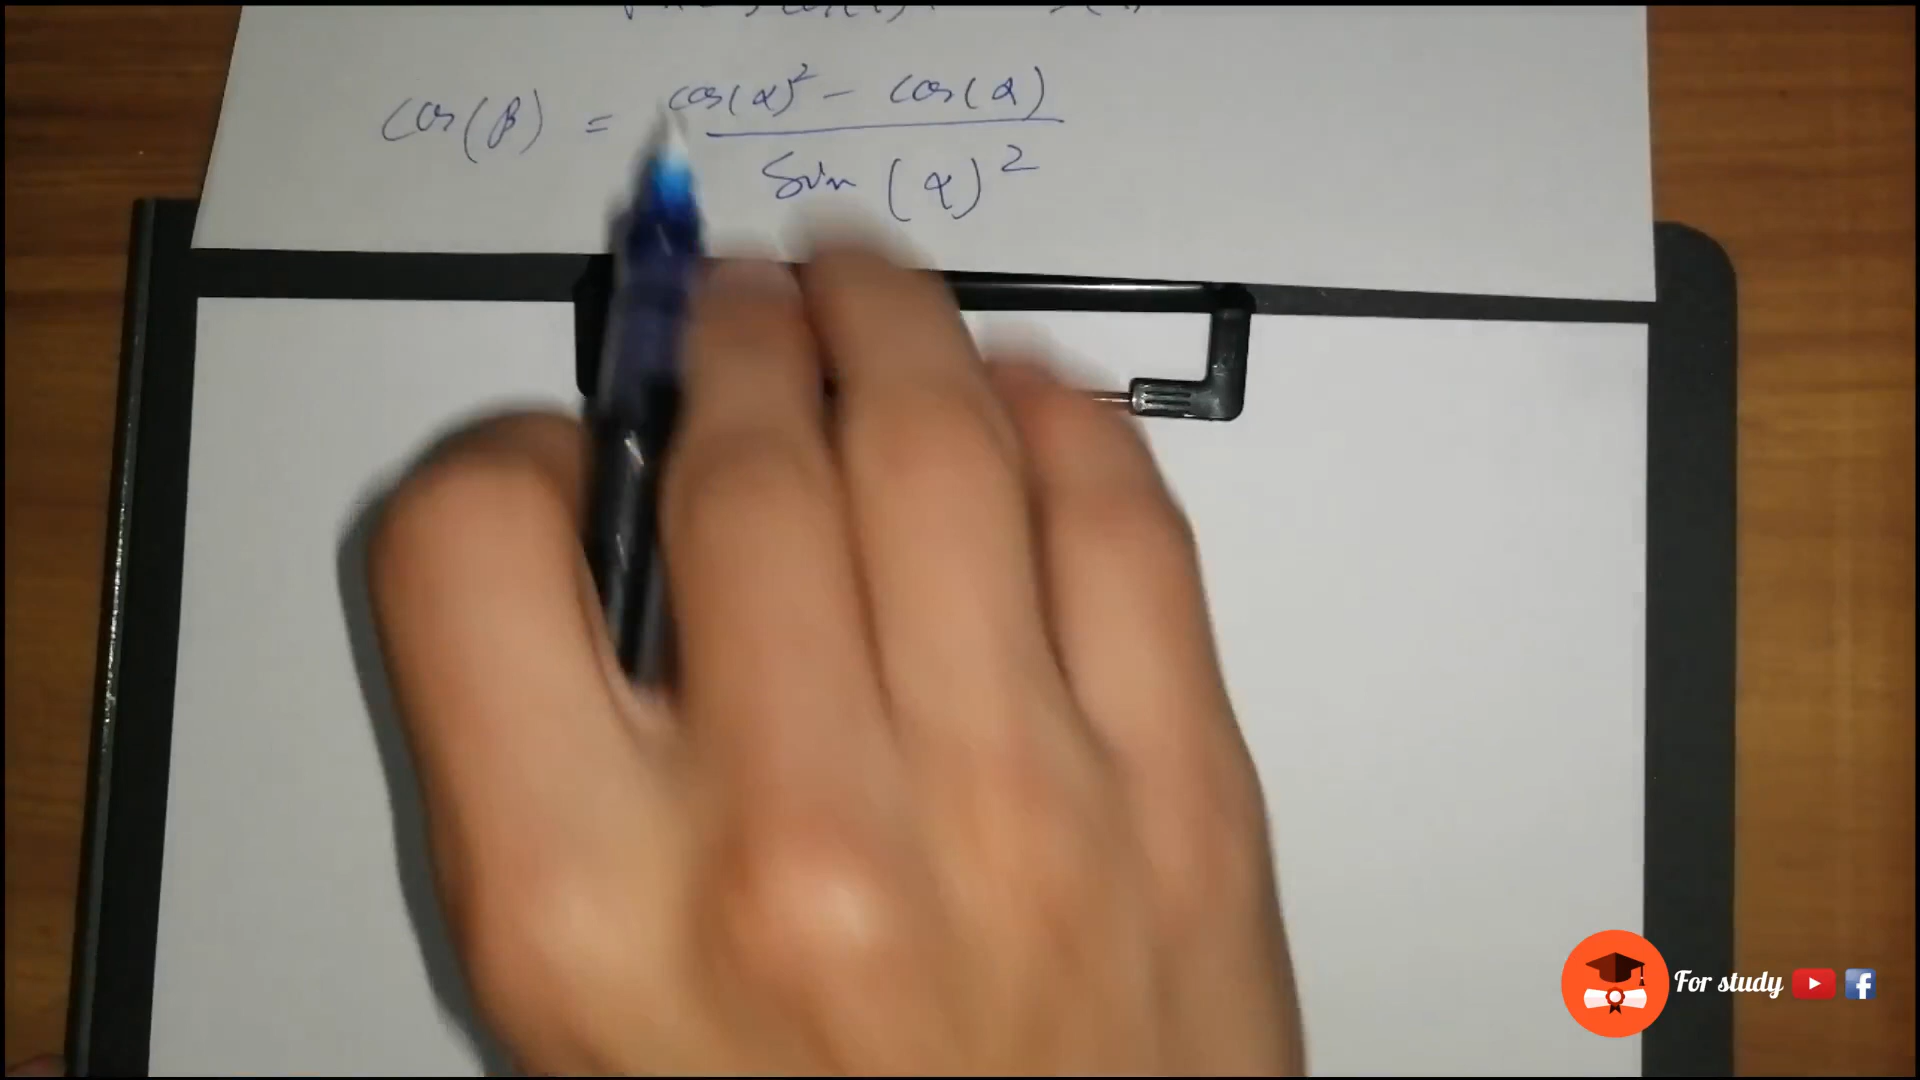 cos(β) = cos(α)² - cos(α)
sin (α)²
For study